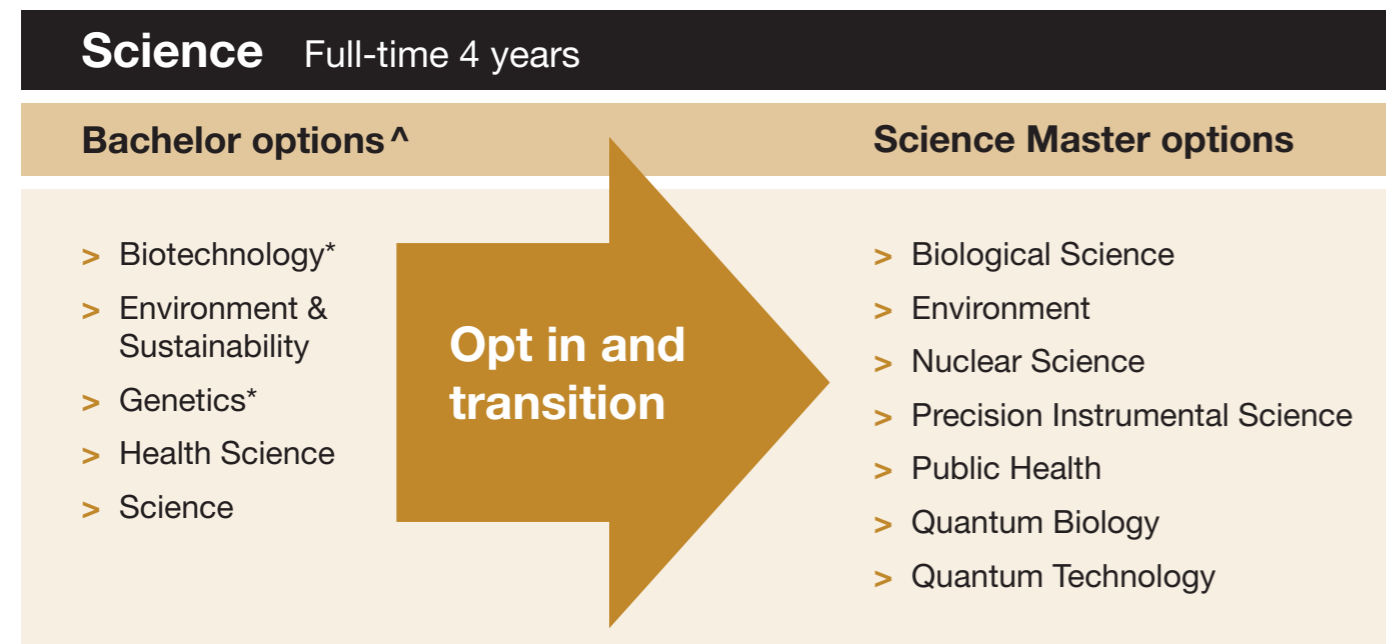 Science Full-time 4 years
Bachelor options ^
> Biotechnology*
> Environment &
Sustainability
> Genetics*
> Health Science
> Science
Opt in and
transition
Science Master options
> Biological Science
> Environment
> Nuclear Science
> Precision Instrumental Science
> Public Health
> Quantum Biology
> Quantum Technology